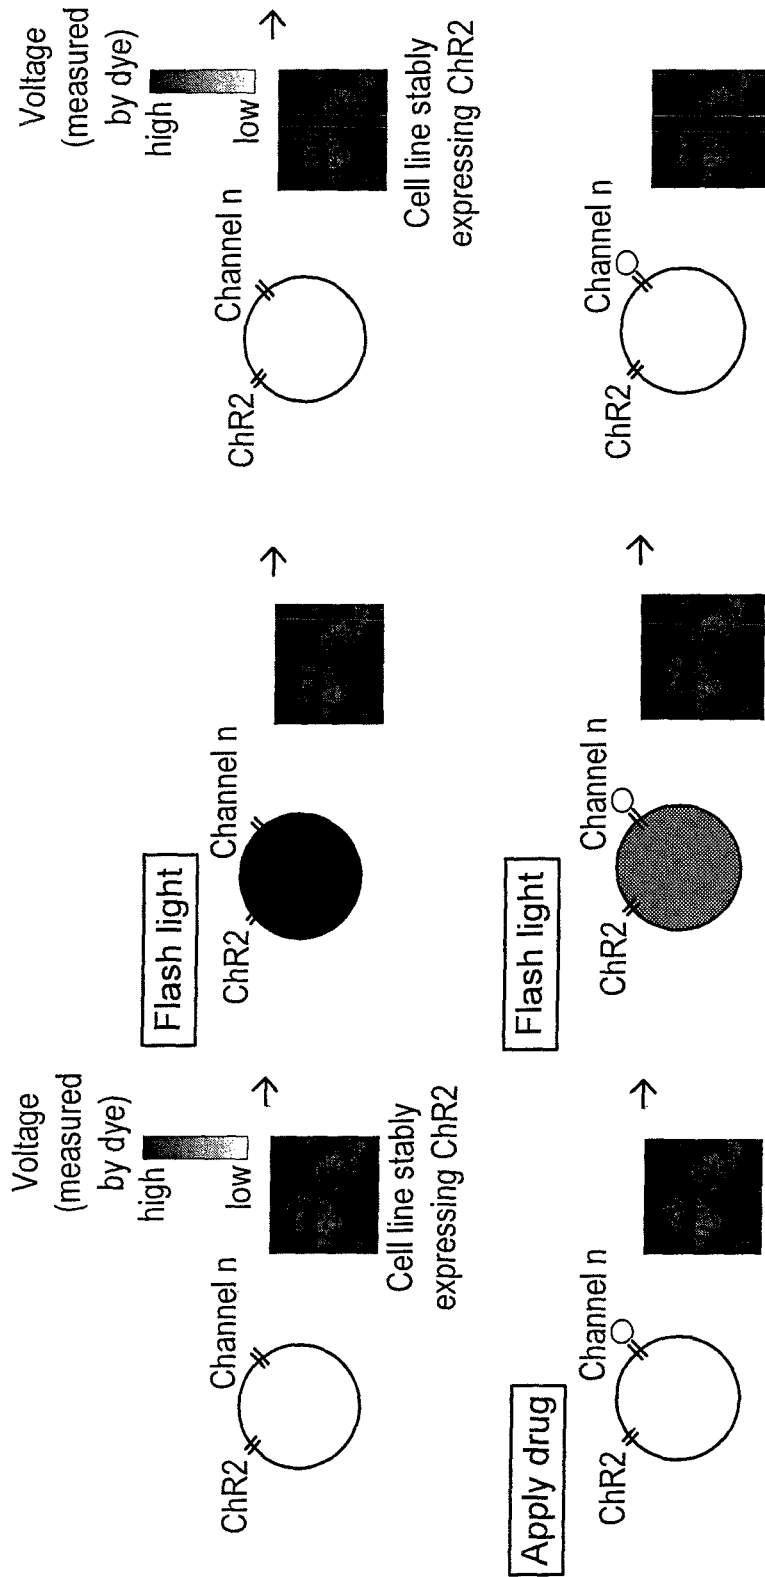 Voltage
(measured
by dye)
high
low
ChR2
Channel n
Cell line stably
expressing ChR2
Flash light
ChR2
Channel n
Voltage
(measured
by dye)
high
low
ChR2
Channel n
Cell line stably
expressing ChR2
Apply drug
ChR2
Channel n
Flash light
ChR2
Channel n
ChR2
Channel n